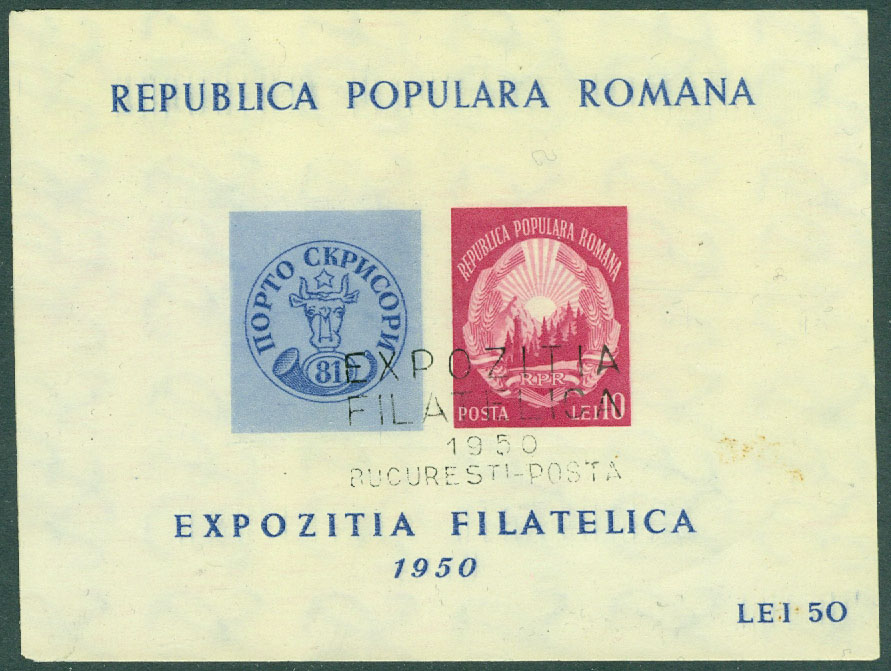 REPUBLICA POPULARA ROMANA
ПОРТО СКРИСОРИ
81
REPUBLICA POPULARA ROMANA
RPR
POSTA LEI 10
EXPOZITIA
FILATELICA
1950
BUCURESTI-POSTA
EXPOZITIA FILATELICA
1950
LEI 50